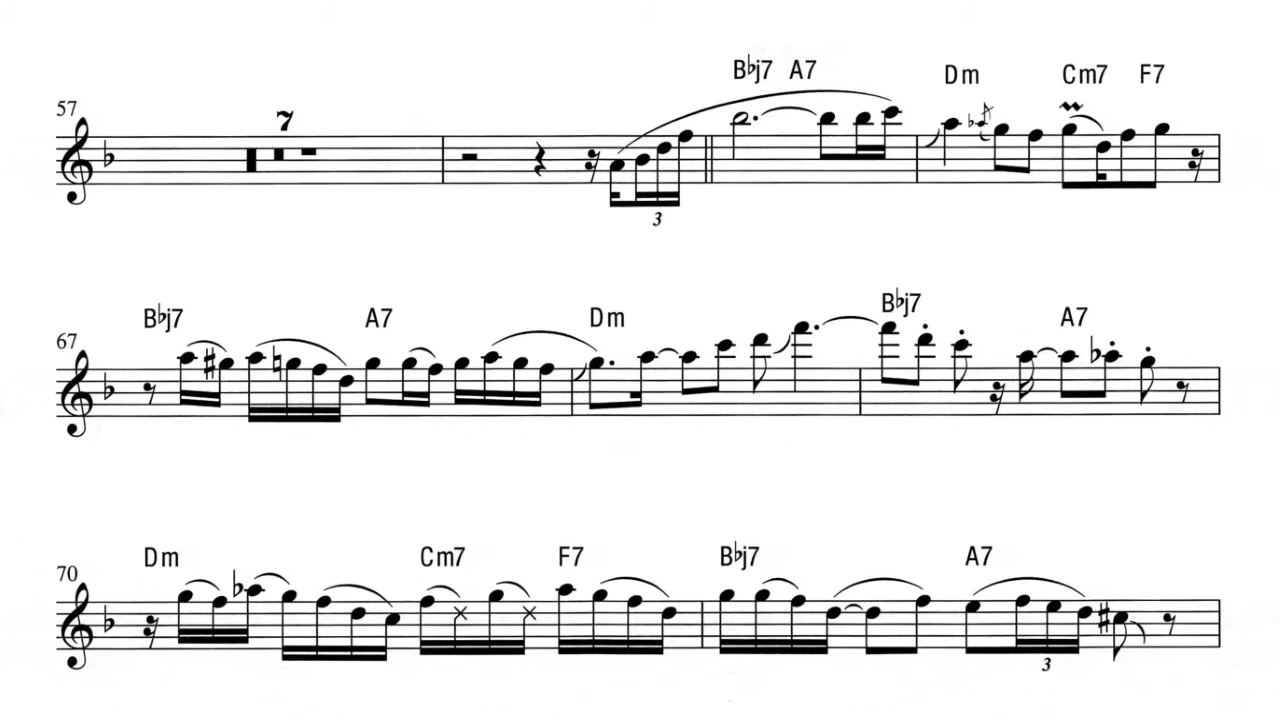 B♭j7 A7 Dm Cm7 F7
57 7
3
B♭j7 A7 Dm B♭j7 A7
67
Dm Cm7 F7 B♭j7 A7
70
3